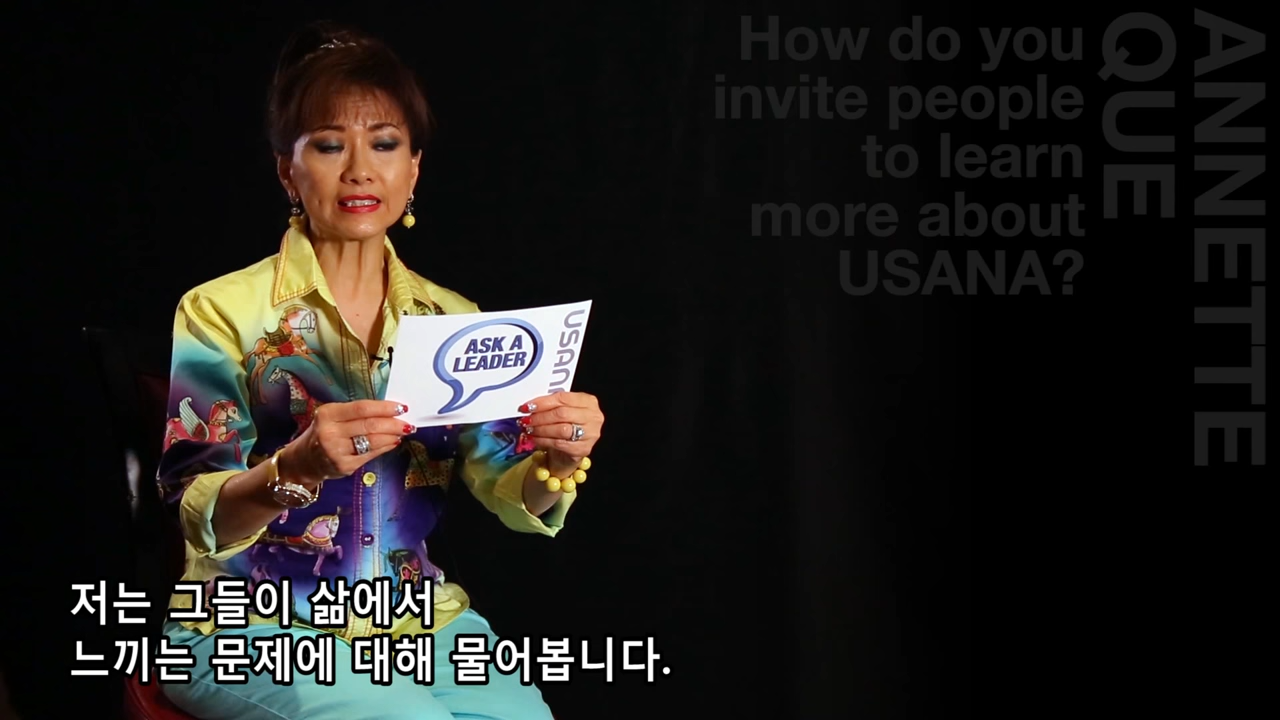 How do you
invite people
to learn
more about
USANA?
ANNETTE
QUE
ASK A
LEADER
USANA
저는 그들이 삶에서
느끼는 문제에 대해 물어봅니다.